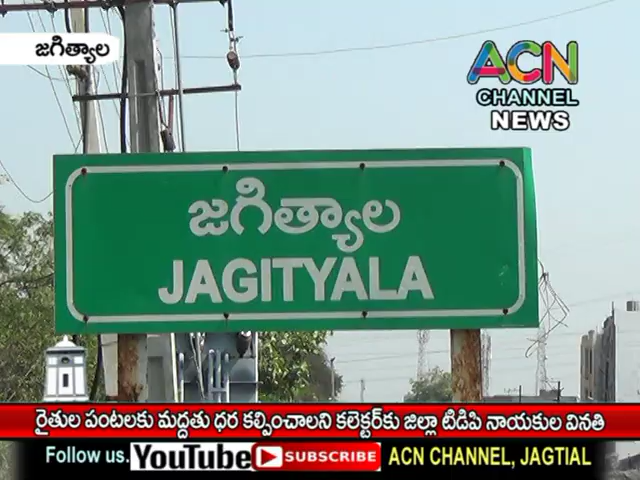 జగిత్యాల
ACN
CHANNEL
NEWS
జగిత్యాల
JAGITYALA
రైతుల పంటలకు మద్దతు ధర కల్పించాలని కలెక్టర్‌కు జిల్లా టిడిపి నాయకుల వినతి
Follow us. YouTube SUBSCRIBE ACN CHANNEL, JAGTIAL